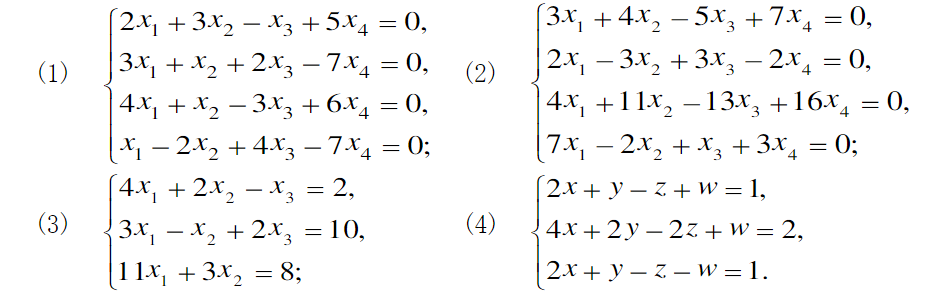 (1) { 2x₁ + 3x₂ − x₃ + 5x₄ = 0,
3x₁ + x₂ + 2x₃ − 7x₄ = 0,
4x₁ + x₂ − 3x₃ + 6x₄ = 0,
x₁ − 2x₂ + 4x₃ − 7x₄ = 0;
(2) { 3x₁ + 4x₂ − 5x₃ + 7x₄ = 0,
2x₁ − 3x₂ + 3x₃ − 2x₄ = 0,
4x₁ + 11x₂ − 13x₃ + 16x₄ = 0,
7x₁ − 2x₂ + x₃ + 3x₄ = 0;
(3) { 4x₁ + 2x₂ − x₃ = 2,
3x₁ − x₂ + 2x₃ = 10,
11x₁ + 3x₂ = 8;
(4) { 2x + y − z + w = 1,
4x + 2y − 2z + w = 2,
2x + y − z − w = 1.